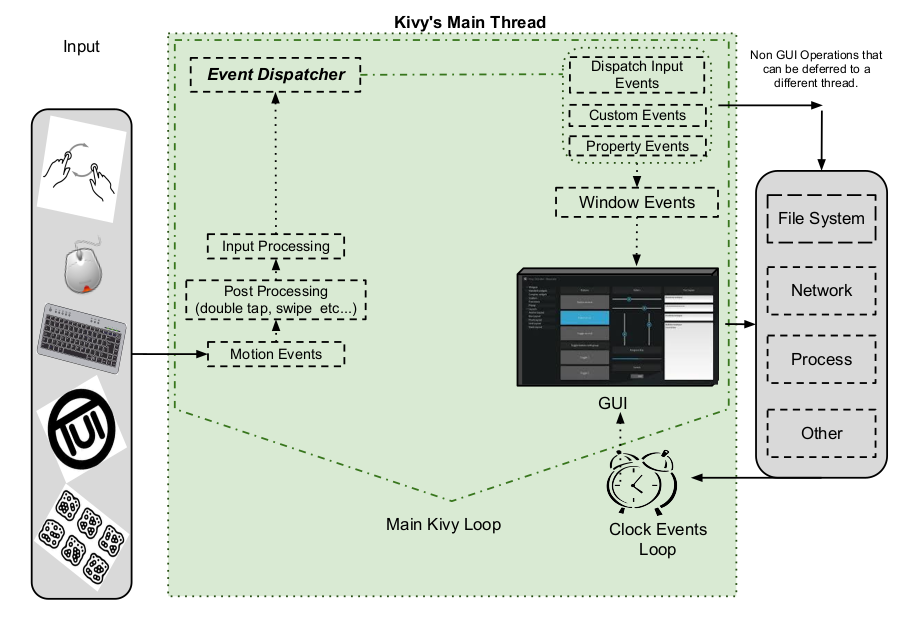 Kivy's Main Thread
Input
Event Dispatcher
Dispatch Input
Events
Custom Events
Property Events
Non GUI Operations that
can be deferred to a
different thread.
Window Events
File System
Input Processing
Post Processing
(double tap, swipe etc...)
Motion Events
Network
Process
GUI
TUI
Other
Main Kivy Loop
Clock Events
Loop